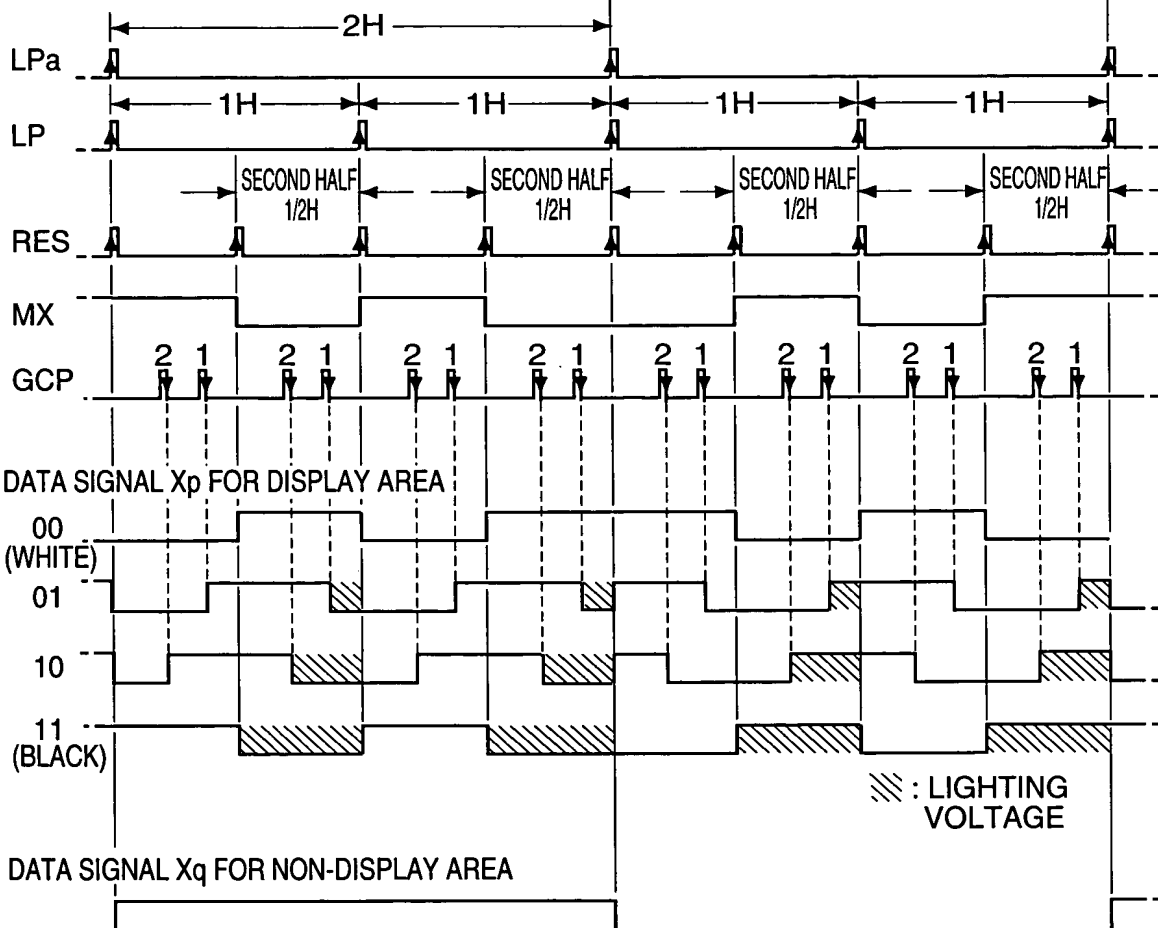 2H
LPa
1H 1H 1H 1H
LP
SECOND HALF SECOND HALF SECOND HALF SECOND HALF
1/2H 1/2H 1/2H 1/2H
RES
MX
2 1 2 1 2 1 2 1 2 1 2 1 2 1 2 1
GCP
DATA SIGNAL Xp FOR DISPLAY AREA
00
(WHITE)
01
10
11
(BLACK)
: LIGHTING
VOLTAGE
DATA SIGNAL Xq FOR NON-DISPLAY AREA